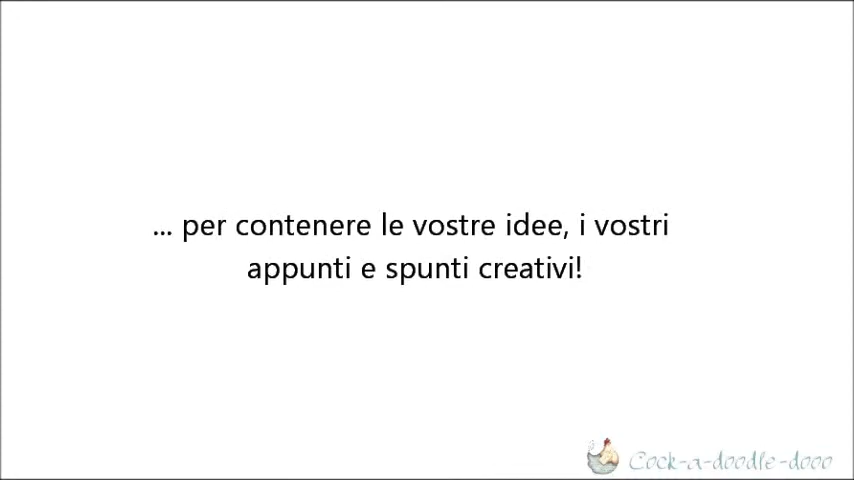 ... per contenere le vostre idee, i vostri
appunti e spunti creativi!
Cock-a-doodle-dooo